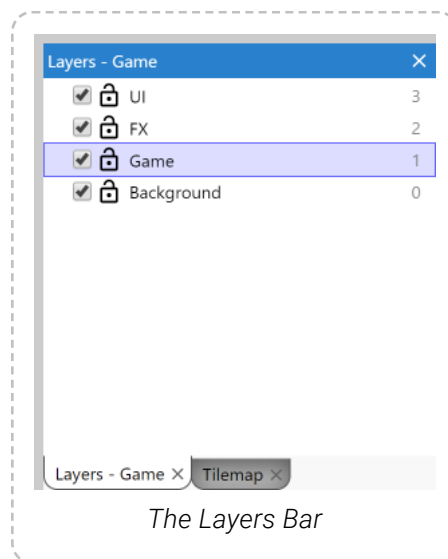 Layers - Game
UI 3
FX 2
Game 1
Background 0
Layers - Game Tilemap
The Layers Bar